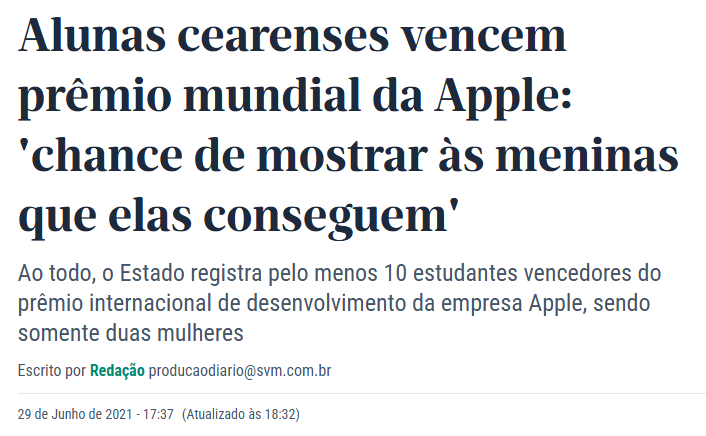 Alunas cearenses vencem
prêmio mundial da Apple:
'chance de mostrar às meninas
que elas conseguem'
Ao todo, o Estado registra pelo menos 10 estudantes vencedores do
prêmio internacional de desenvolvimento da empresa Apple, sendo
somente duas mulheres
Escrito por Redação producaodiario@svm.com.br
29 de Junho de 2021 - 17:37 (Atualizado às 18:32)